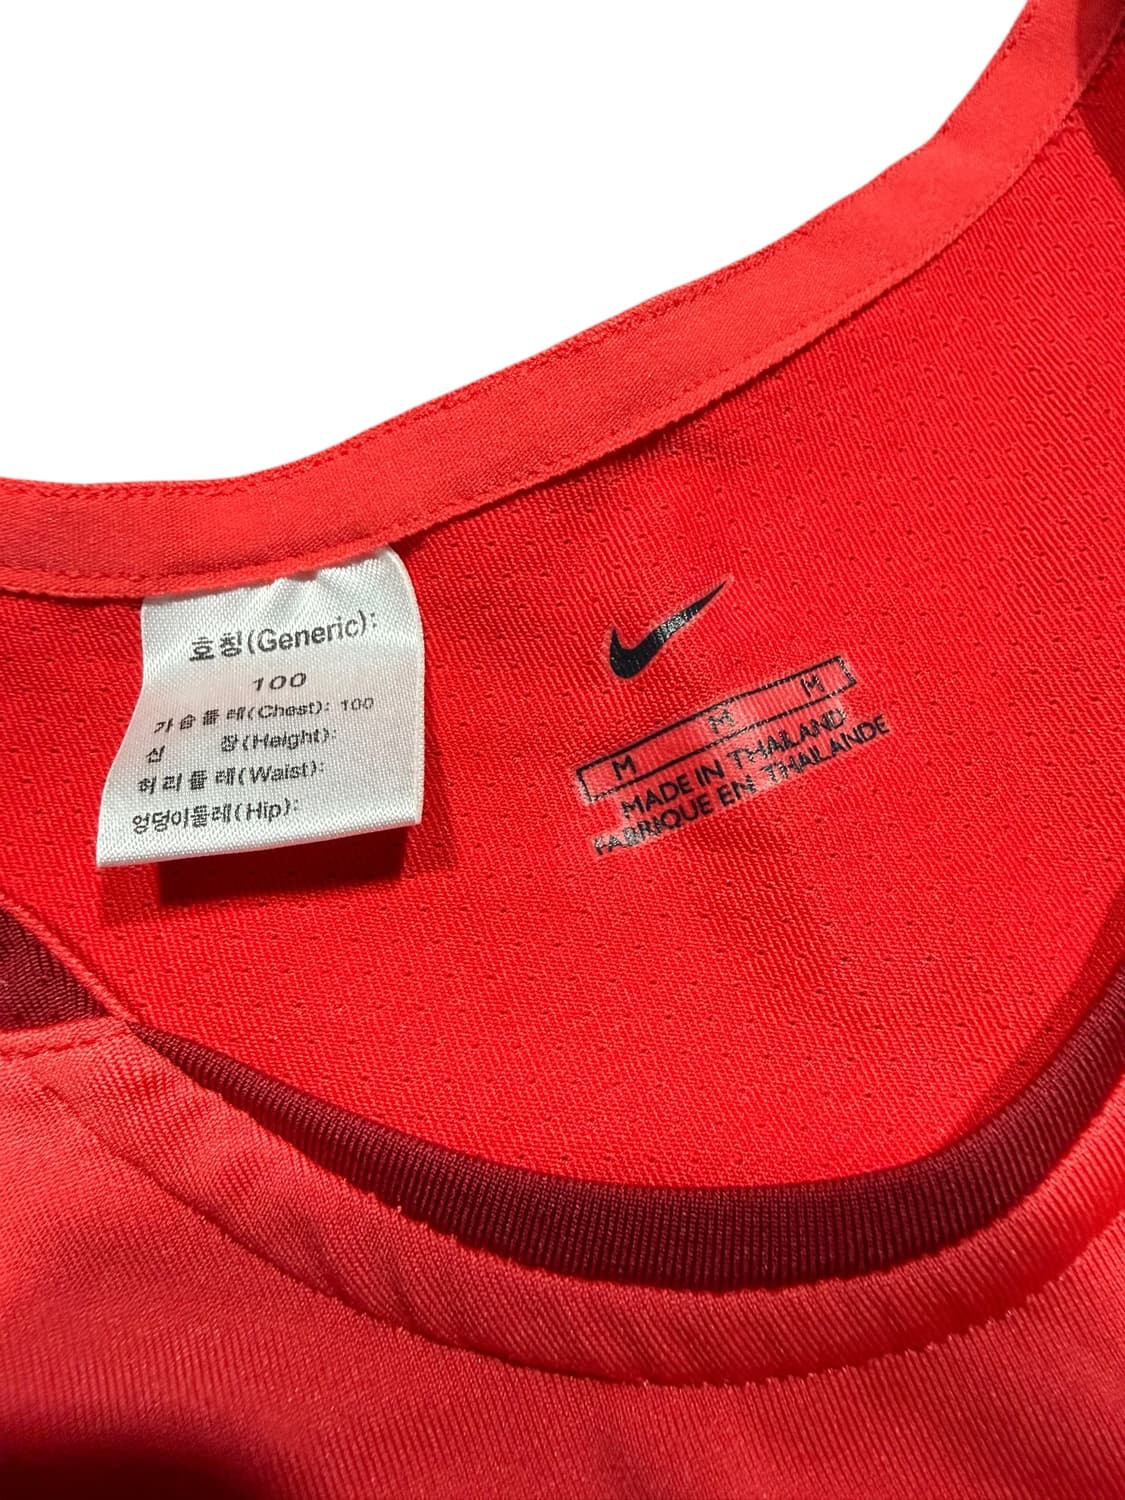 호칭(Generic):
100
가슴둘레(Chest): 100
신 장(Height):
허리둘레(Waist):
엉덩이둘레(Hip):
M M M
MADE IN THAILAND
FABRIQUE EN THAILANDE